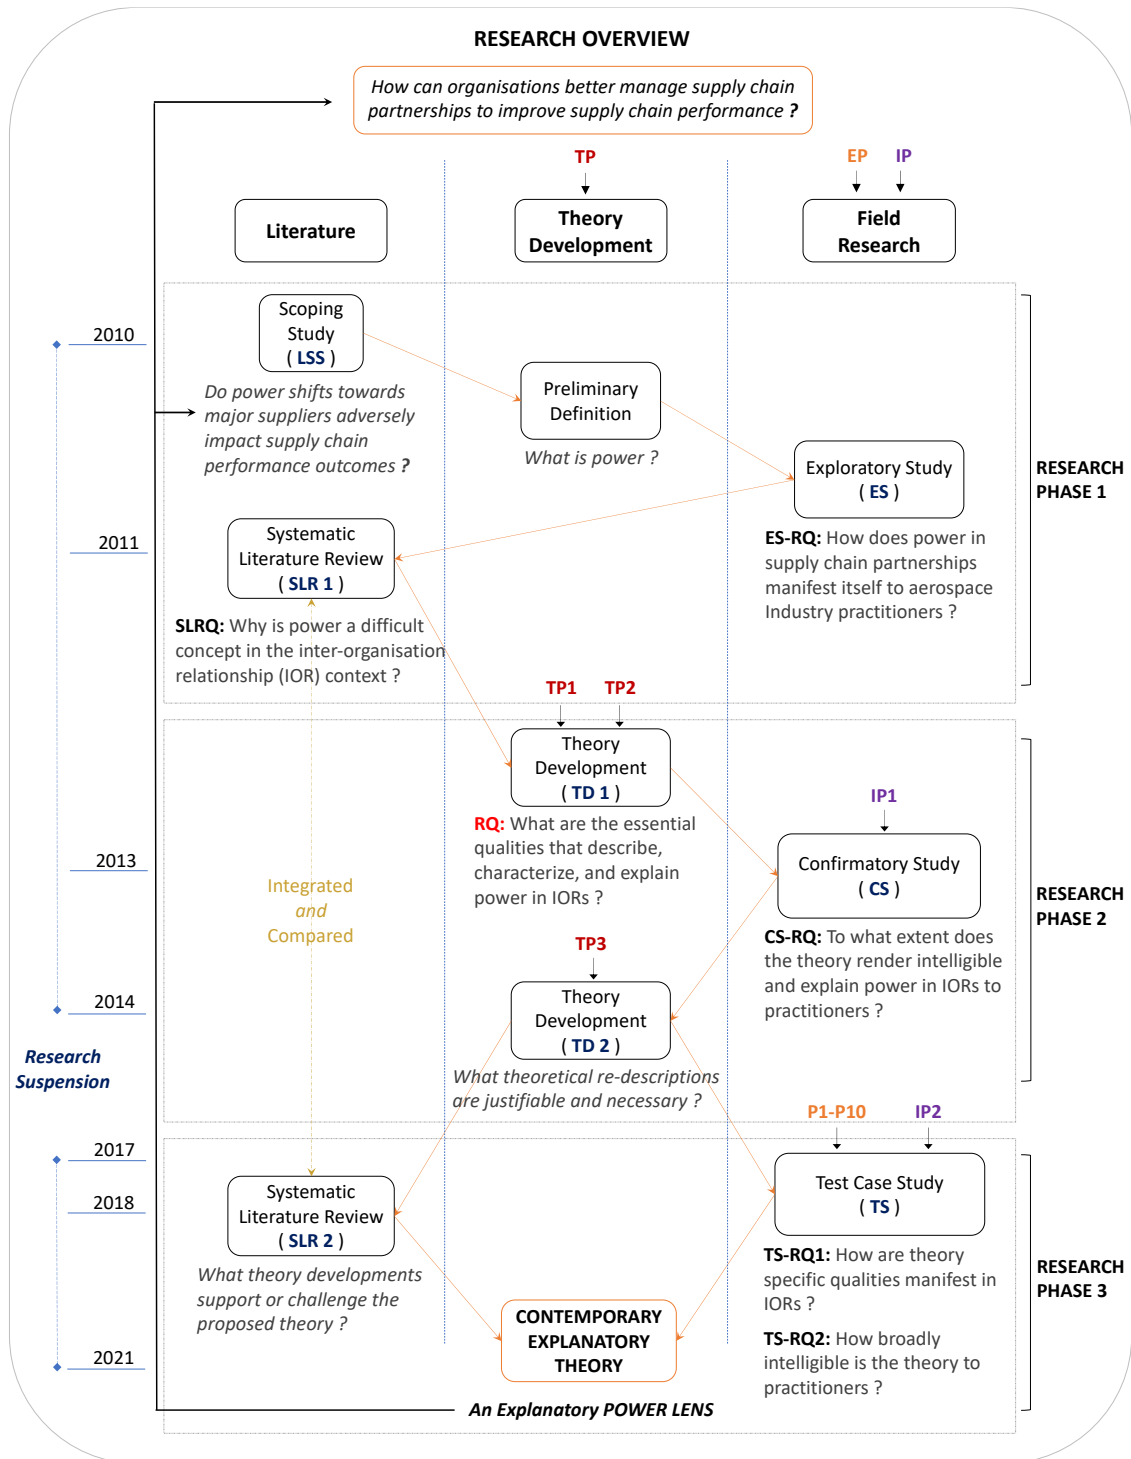 RESEARCH OVERVIEW
How can organisations better manage supply chain
partnerships to improve supply chain performance ?
TP
EP IP
Literature
Theory
Development
Field
Research
2010
Scoping
Study
( LSS )
Do power shifts towards
major suppliers adversely
impact supply chain
performance outcomes ?
Preliminary
Definition
What is power ?
Exploratory Study
( ES )
ES-RQ: How does power in
supply chain partnerships
manifest itself to aerospace
Industry practitioners ?
RESEARCH
PHASE 1
2011
Systematic
Literature Review
( SLR 1 )
SLRQ: Why is power a difficult
concept in the inter-organisation
relationship (IOR) context ?
TP1 TP2
Theory
Development
( TD 1 )
RQ: What are the essential
qualities that describe,
characterize, and explain
power in IORs ?
IP1
2013
Confirmatory Study
( CS )
CS-RQ: To what extent does
the theory render intelligible
and explain power in IORs to
practitioners ?
RESEARCH
PHASE 2
Integrated
and
Compared
TP3
2014
Theory
Development
( TD 2 )
What theoretical re-descriptions
are justifiable and necessary ?
Research
Suspension
P1-P10 IP2
2017
2018
Systematic
Literature Review
( SLR 2 )
What theory developments
support or challenge the
proposed theory ?
Test Case Study
( TS )
TS-RQ1: How are theory
specific qualities manifest in
IORs ?
TS-RQ2: How broadly
intelligible is the theory to
practitioners ?
RESEARCH
PHASE 3
CONTEMPORARY
EXPLANATORY
THEORY
2021
An Explanatory POWER LENS